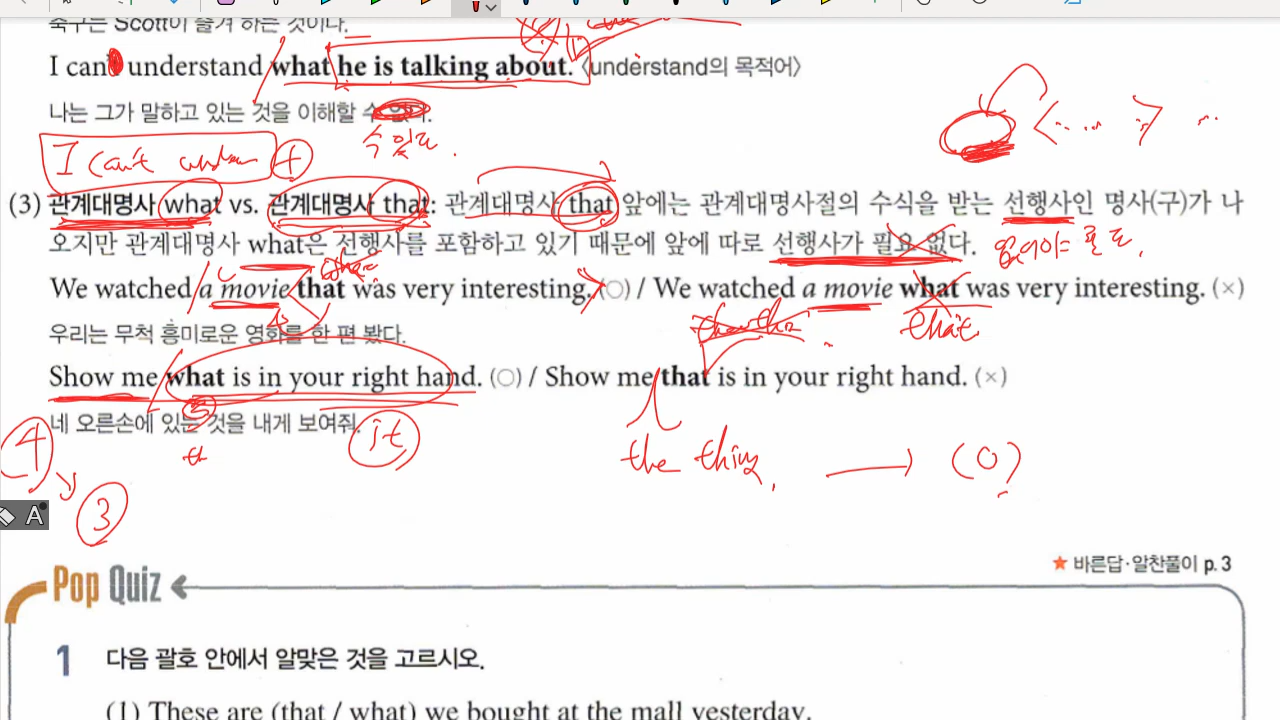 축구는 Scott이 즐겨 하는 것이다.
I can understand what he is talking about. <understand의 목적어>
나는 그가 말하고 있는 것을 이해할 수 없다.
수 있다.
I can't under
(3) 관계대명사 what vs. 관계대명사 that: 관계대명사 that 앞에는 관계대명사절의 수식을 받는 선행사인 명사(구)가 나
오지만 관계대명사 what은 선행사를 포함하고 있기 때문에 앞에 따로 선행사가 필요 없다.
없어야
We watched a movie that was very interesting. (○) / We watched a movie what was very interesting. (×)
that
우리는 무척 흥미로운 영화를 한 편 봤다.
Show me what is in your right hand. (○) / Show me that is in your right hand. (×)
네 오른손에 있는 것을 내게 보여줘.
it
th
the thing. (○)
4
3
A
★ 바른답·알찬풀이 p.3
Pop Quiz
1 다음 괄호 안에서 알맞은 것을 고르시오.
(1) These are (that / what) we bought at the mall yesterday.